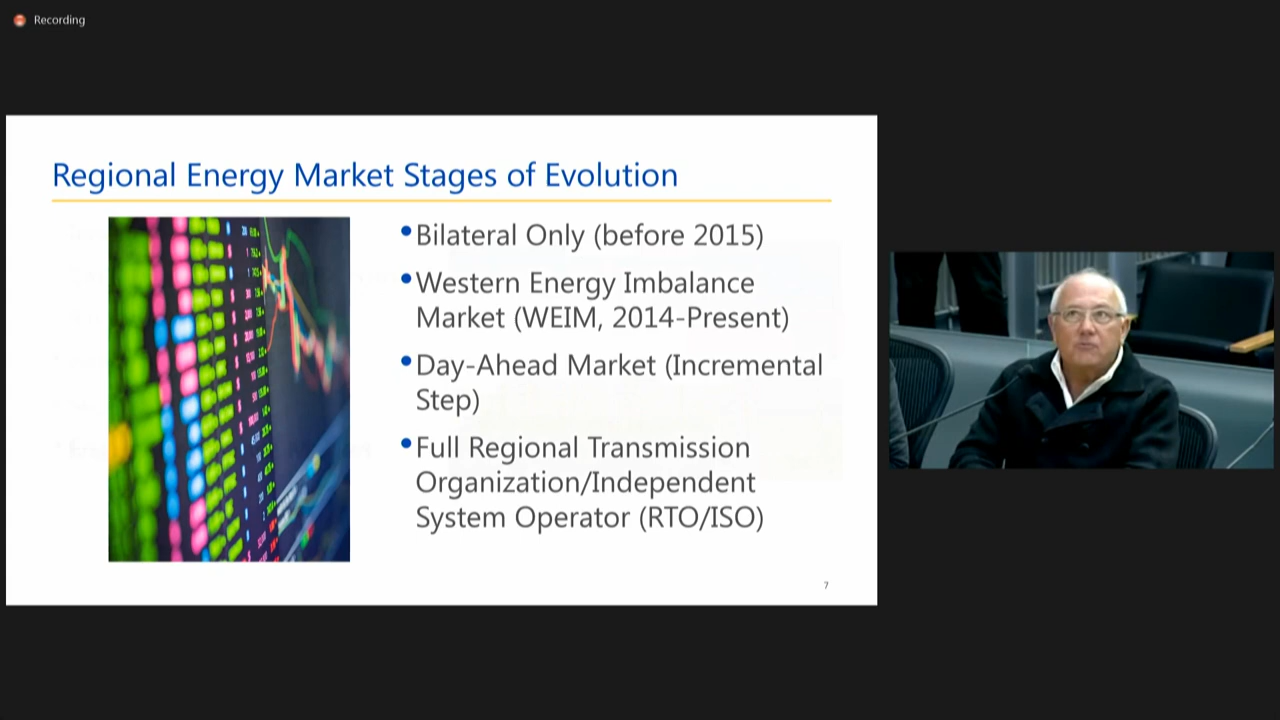 Recording
Regional Energy Market Stages of Evolution
•Bilateral Only (before 2015)
•Western Energy Imbalance
Market (WEIM, 2014-Present)
•Day-Ahead Market (Incremental
Step)
•Full Regional Transmission
Organization/Independent
System Operator (RTO/ISO)
7